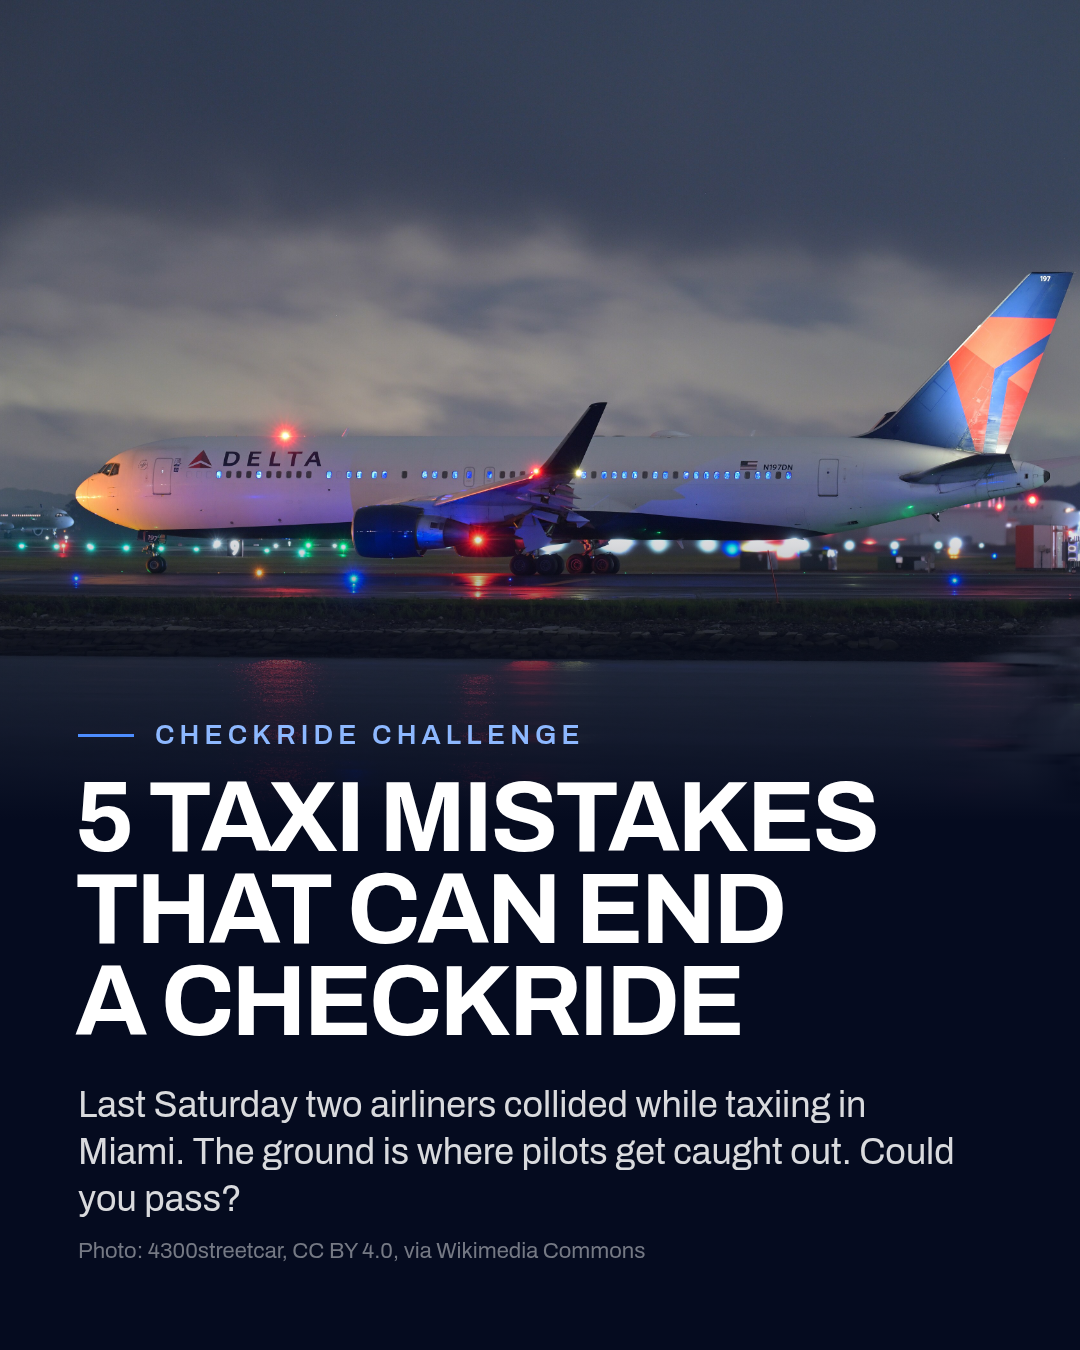 197
DELTA
N197DN
197
CHECKRIDE CHALLENGE
5 TAXI MISTAKES
THAT CAN END
A CHECKRIDE
Last Saturday two airliners collided while taxiing in
Miami. The ground is where pilots get caught out. Could
you pass?
Photo: 4300streetcar, CC BY 4.0, via Wikimedia Commons